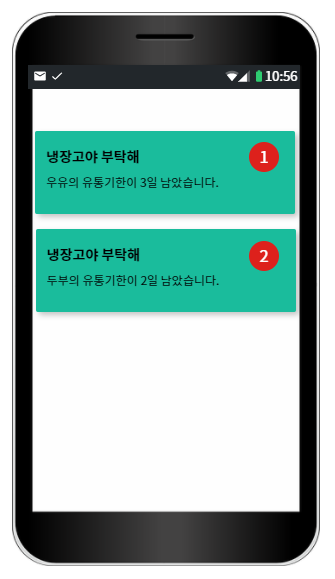 10:56
냉장고야 부탁해
1
우유의 유통기한이 3일 남았습니다.
냉장고야 부탁해
2
두부의 유통기한이 2일 남았습니다.